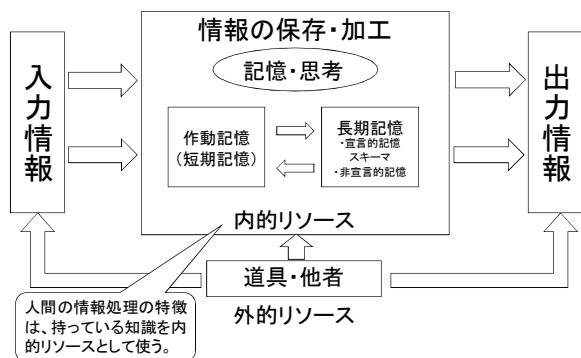 情報の保存・加工
記憶・思考
入力情報
作動記憶
(短期記憶)
長期記憶
・宣言的記憶
スキーマ
・非宣言的記憶
出力情報
内的リソース
道具・他者
外的リソース
人間の情報処理の特徴
は、持っている知識を内
的リソースとして使う。